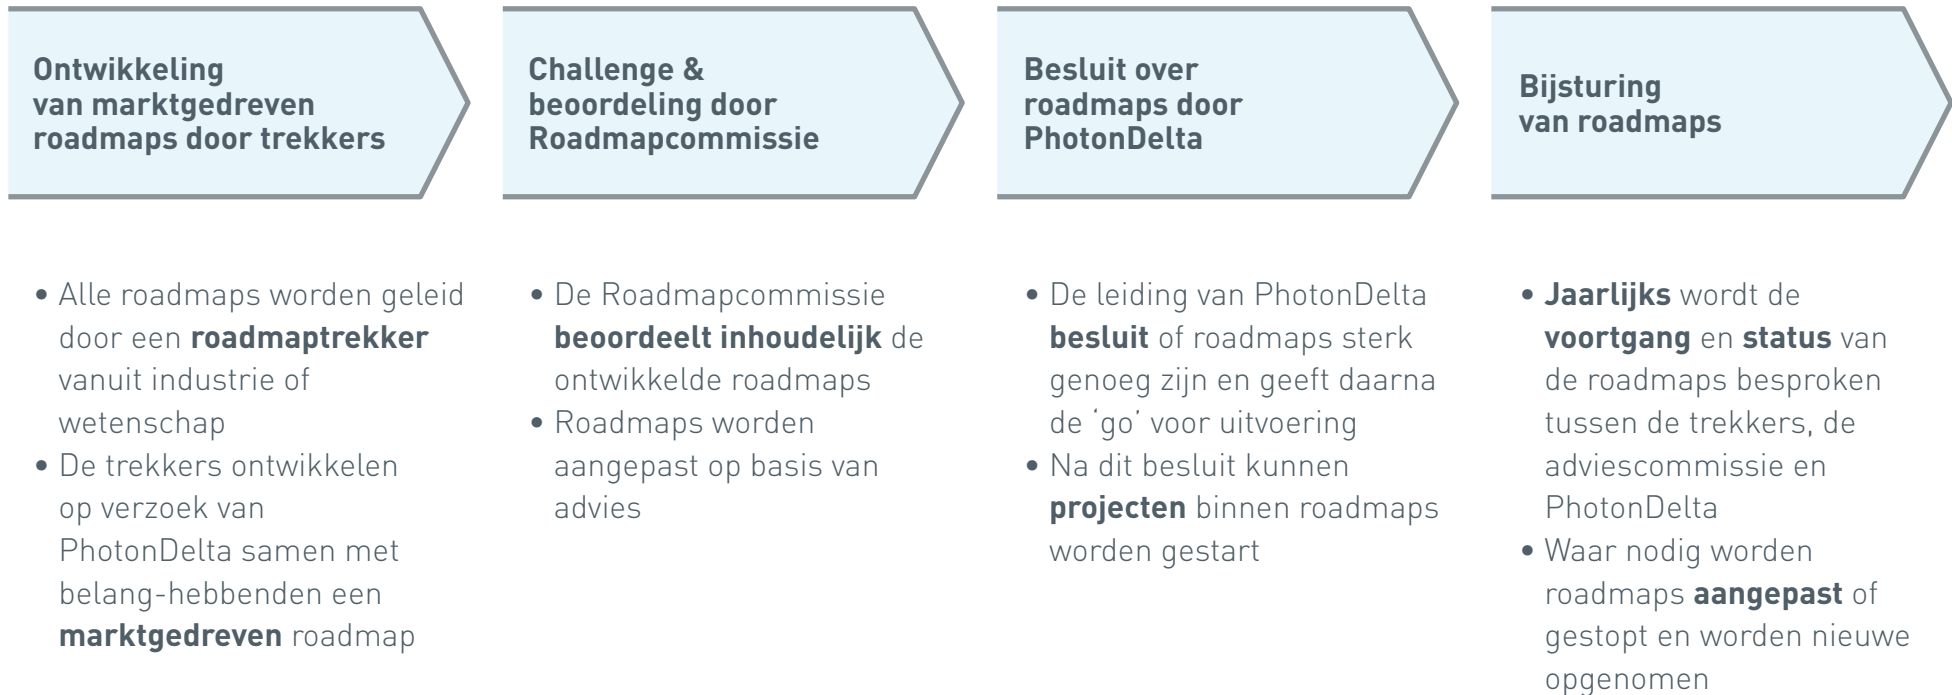 Ontwikkeling
van marktgedreven
roadmaps door trekkers
• Alle roadmaps worden geleid
door een roadmaptrekker
vanuit industrie of
wetenschap
• De trekkers ontwikkelen
op verzoek van
PhotonDelta samen met
belang-hebbenden een
marktgedreven roadmap
Challenge &
beoordeling door
Roadmapcommissie
• De Roadmapcommissie
beoordeelt inhoudelijk de
ontwikkelde roadmaps
• Roadmaps worden
aangepast op basis van
advies
Besluit over
roadmaps door
PhotonDelta
• De leiding van PhotonDelta
besluit of roadmaps sterk
genoeg zijn en geeft daarna
de ‘go’ voor uitvoering
• Na dit besluit kunnen
projecten binnen roadmaps
worden gestart
Bijsturing
van roadmaps
• Jaarlijks wordt de
voortgang en status van
de roadmaps besproken
tussen de trekkers, de
adviescommissie en
PhotonDelta
• Waar nodig worden
roadmaps aangepast of
gestopt en worden nieuwe
opgenomen